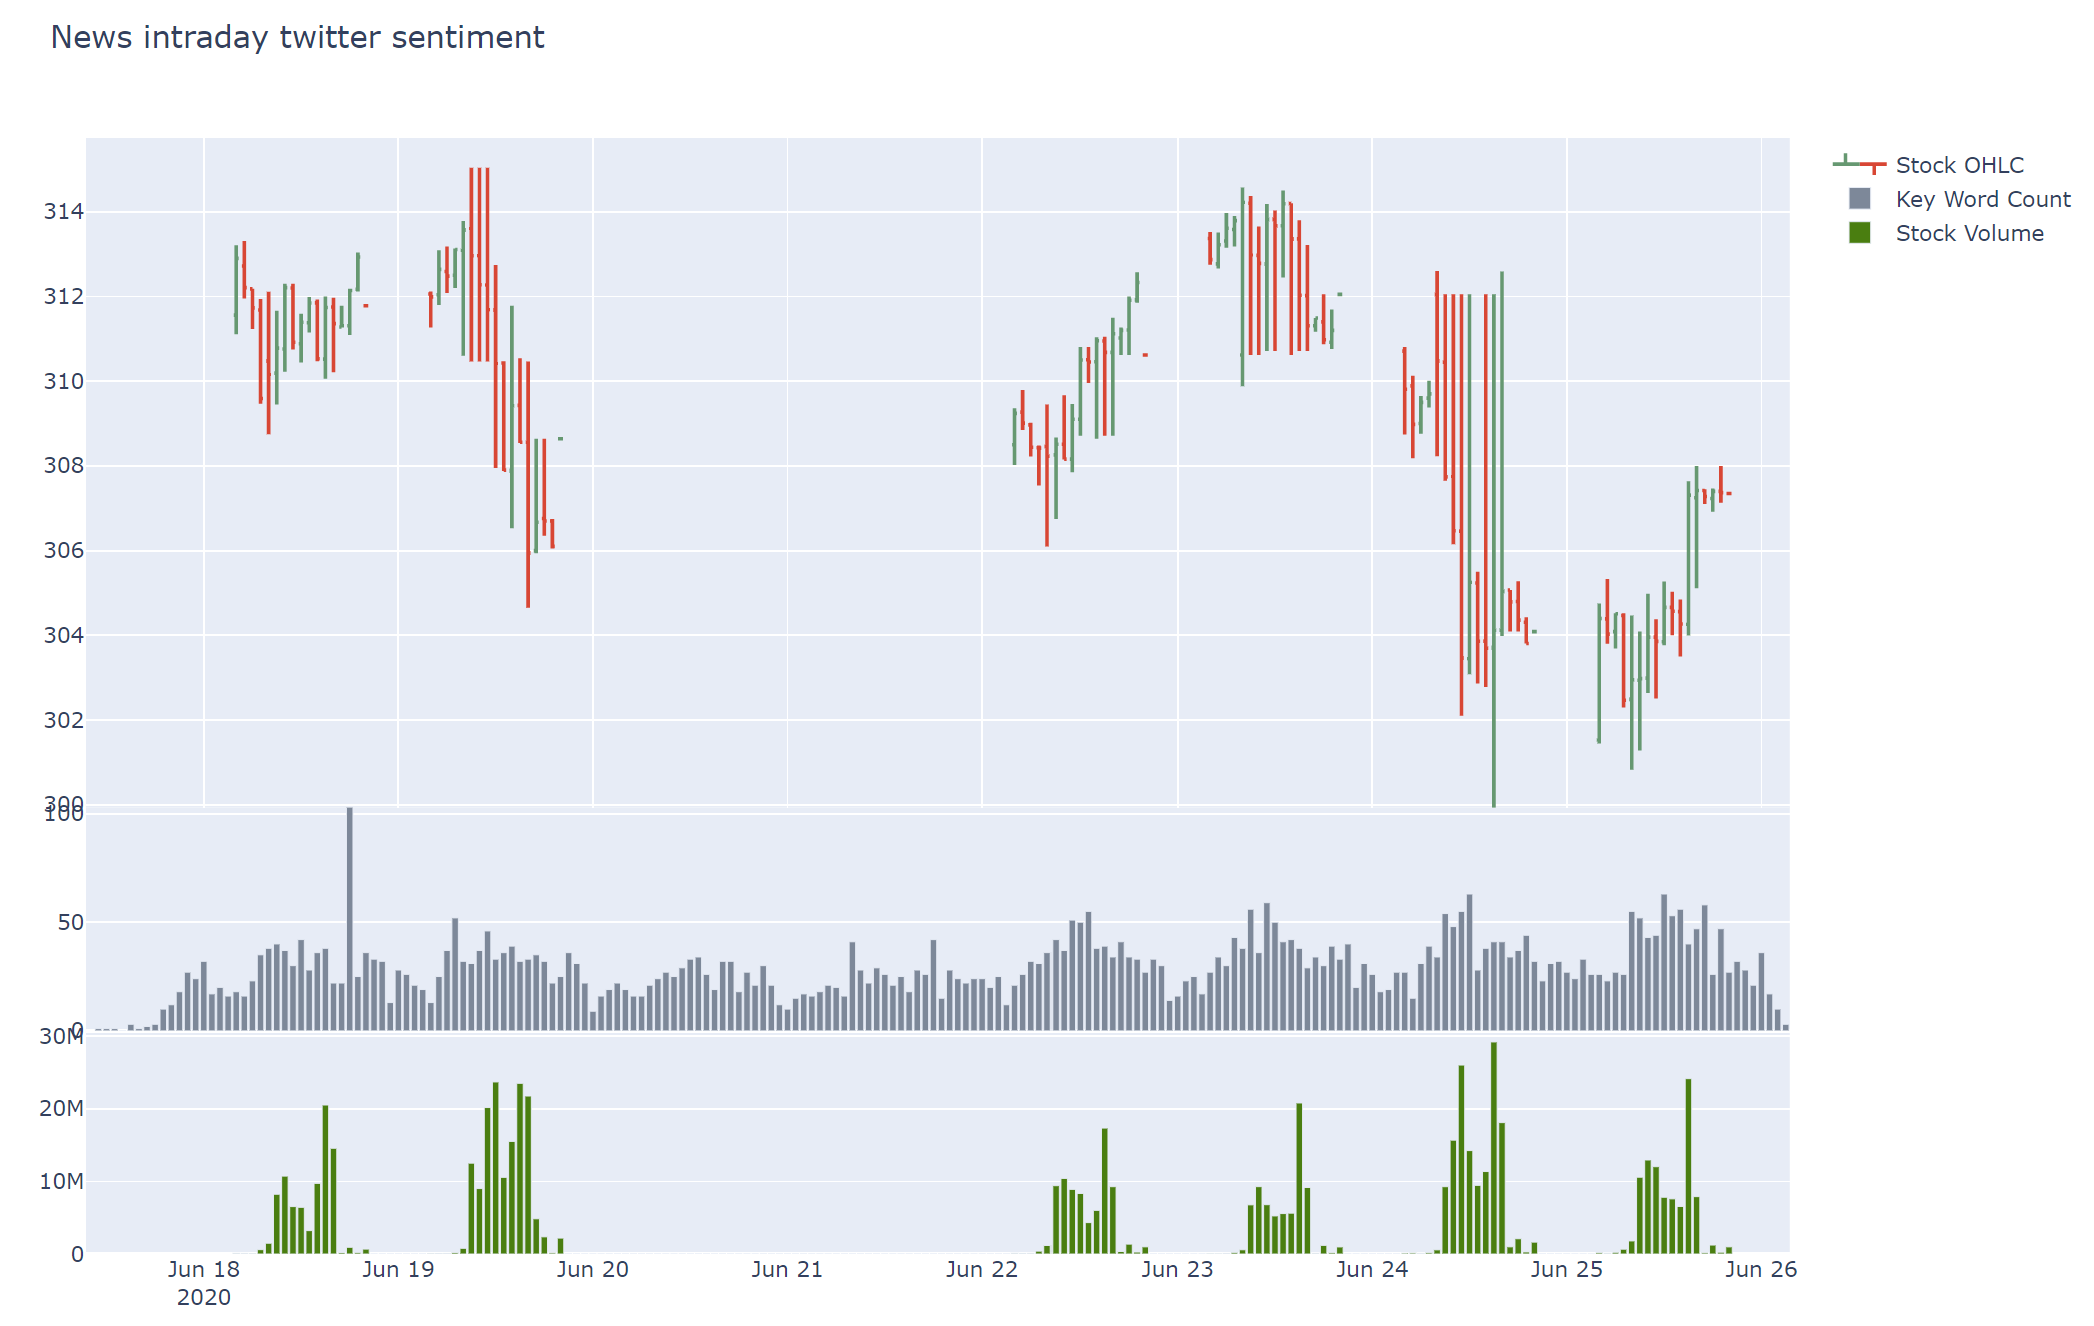 News intraday twitter sentiment
Stock OHLC
Key Word Count
Stock Volume
314
312
310
308
306
304
302
300
100
50
0
30M
20M
10M
0
Jun 18 Jun 19 Jun 20 Jun 21 Jun 22 Jun 23 Jun 24 Jun 25 Jun 26
2020